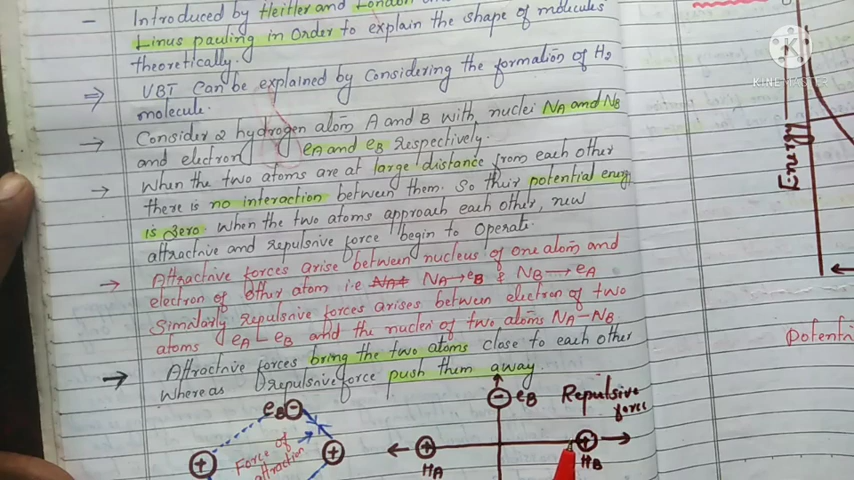 - Introduced by Heitler and London
Linus pauling in Order to explain the shape of molecules
theoretically.
⇒ VBT Can be explained by considering the formation of H2
molecule.
→ Consider 2 hydrogen atom A and B with nuclei NA and NB
and electron eA and eB respectively.
→ When the two atoms are at large distance from each other
there is no interaction between them. So their potential energy
is zero when the two atoms approach each other, new
attractive and repulsive force begin to operate.
→ Attractive forces arise between nucleus of one atom and
electron of other atom i.e NA+ NA → eB & NB → eA
Similarly repulsive forces arises between electron of two
atoms eA - eB and the nuclei of two atoms NA - NB.
→ Attractive forces bring the two atoms close to each other
whereas repulsive force push them away.
eB
Force of
attraction
eB
Repulsive
force
HA
HB
Energy
Potenti
KINEMASTER